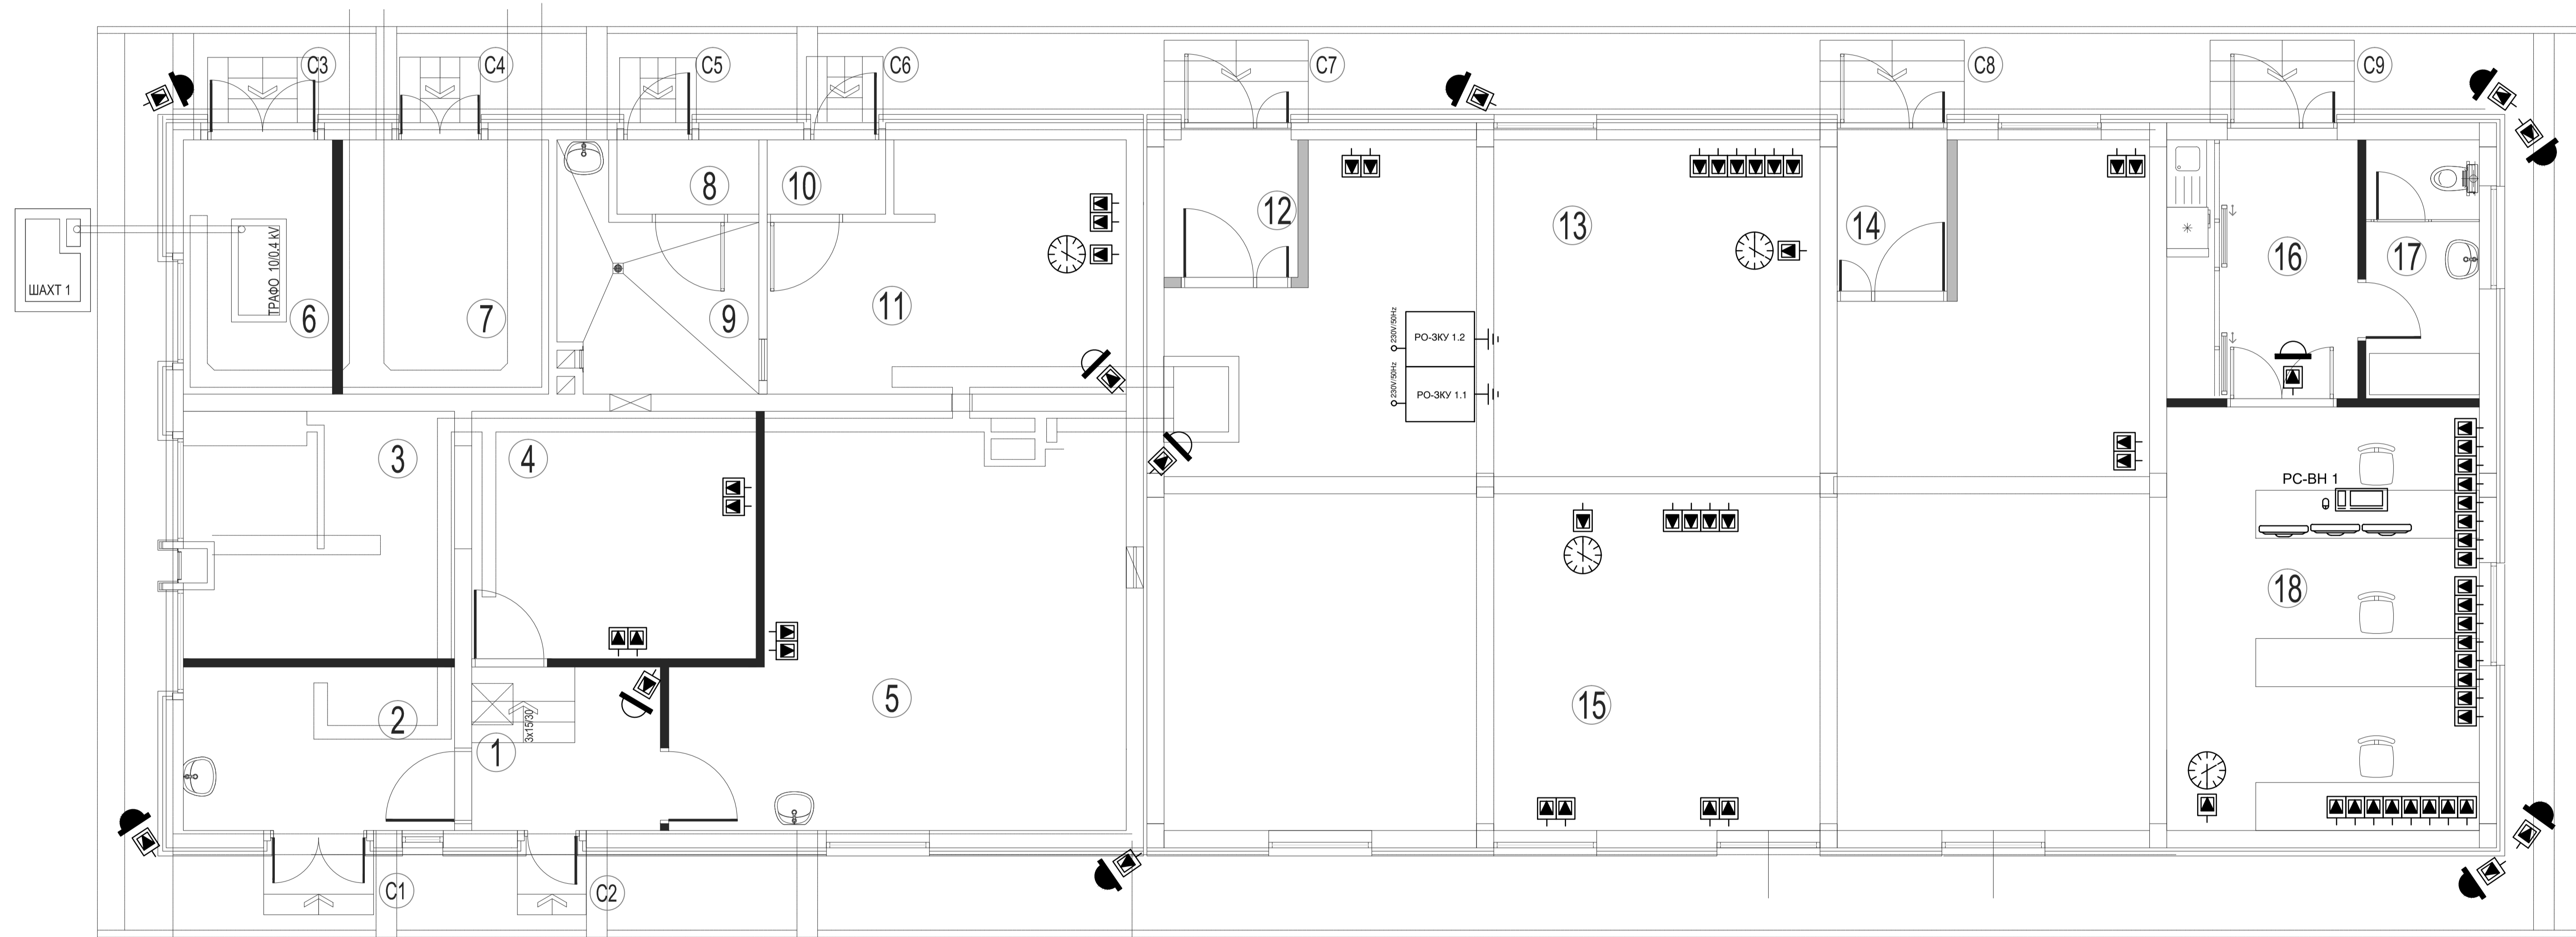 C3
C4
C5
C6
C7
C8
C9
8
10
12
13
14
16
17
ШАХТ 1
ТРАФО 10/0,4 kV
6
7
9
11
230V/50Hz
РО-ЗКУ 1.2
230V/50Hz
РО-ЗКУ 1.1
3
4
РС-ВН 1
18
2
1
3x15/30
5
15
C1
C2